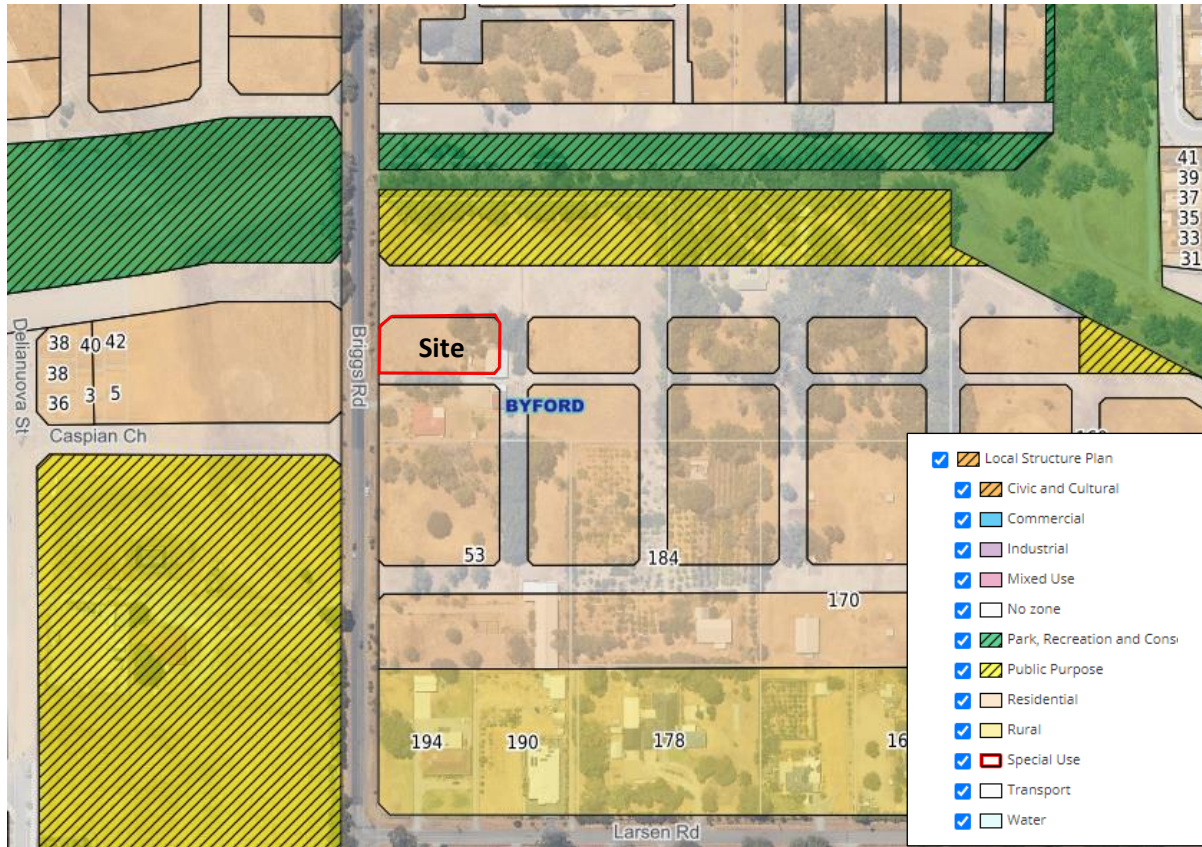 41
39
37
35
33
31
Site
38 40 42
38
36 3 5
Delianuova St
Briggs Rd
BYFORD
Caspian Ch
53
184
170
194
190
178
16
Larsen Rd
Local Structure Plan
Civic and Cultural
Commercial
Industrial
Mixed Use
No zone
Park, Recreation and Conse
Public Purpose
Residential
Rural
Special Use
Transport
Water